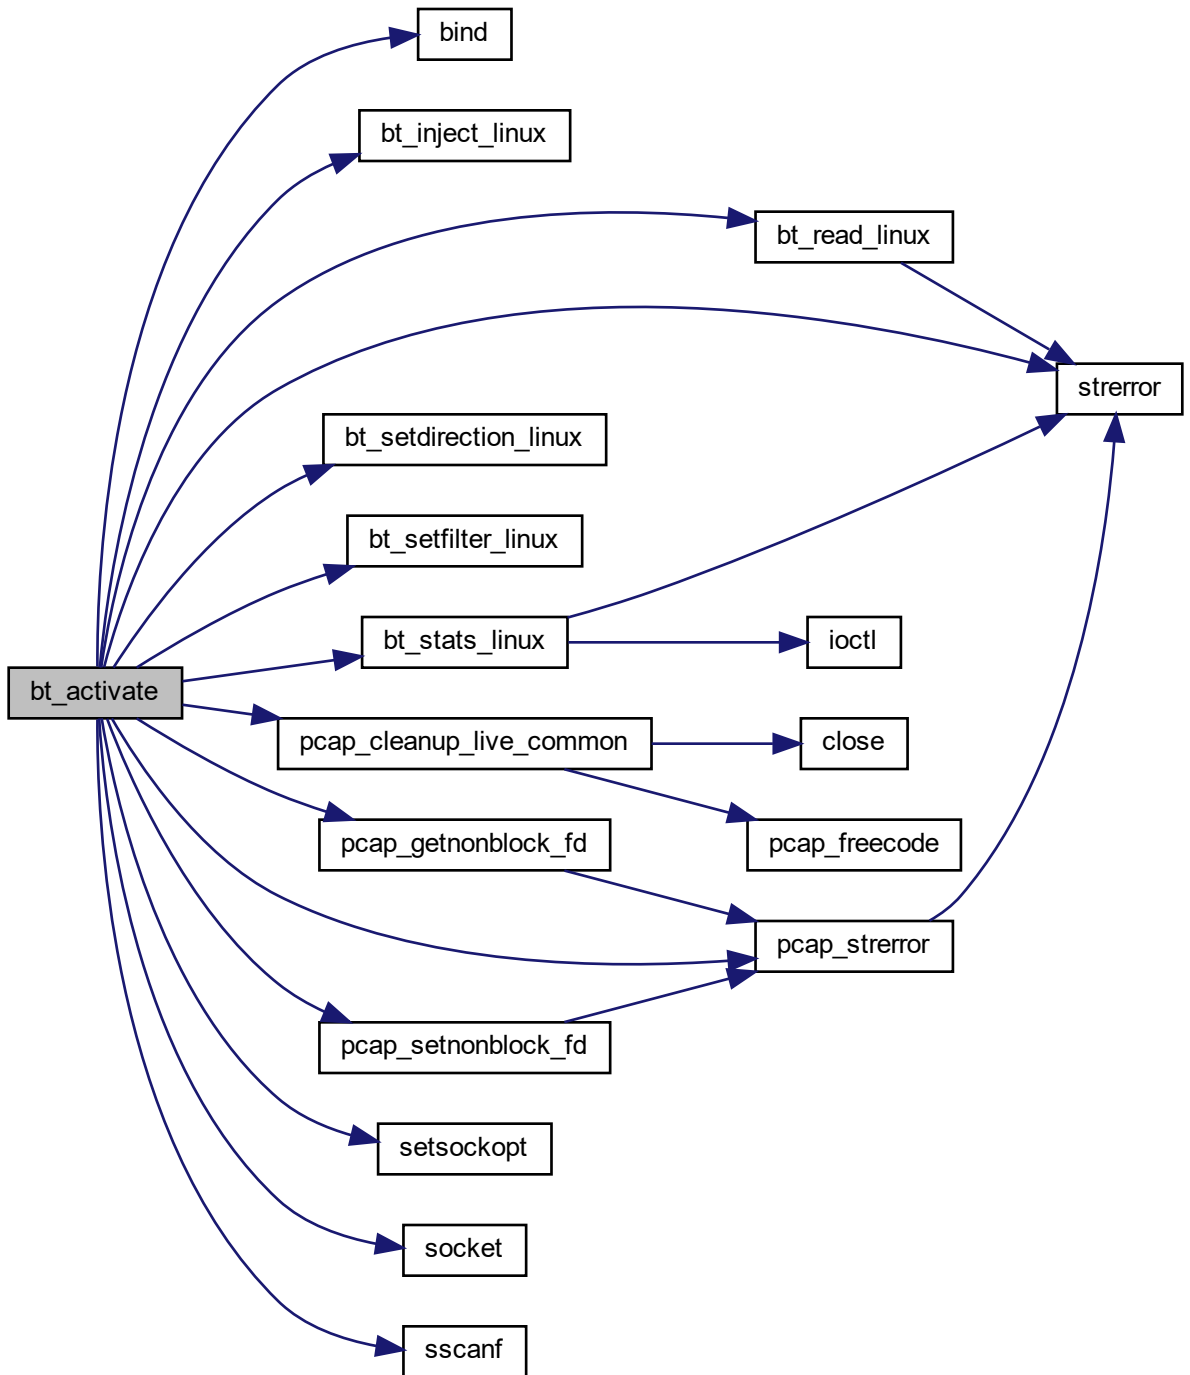 bind
bt_inject_linux
bt_read_linux
strerror
bt_setdirection_linux
bt_setfilter_linux
bt_stats_linux
ioctl
bt_activate
pcap_cleanup_live_common
close
pcap_getnonblock_fd
pcap_freecode
pcap_strerror
pcap_setnonblock_fd
setsockopt
socket
sscanf